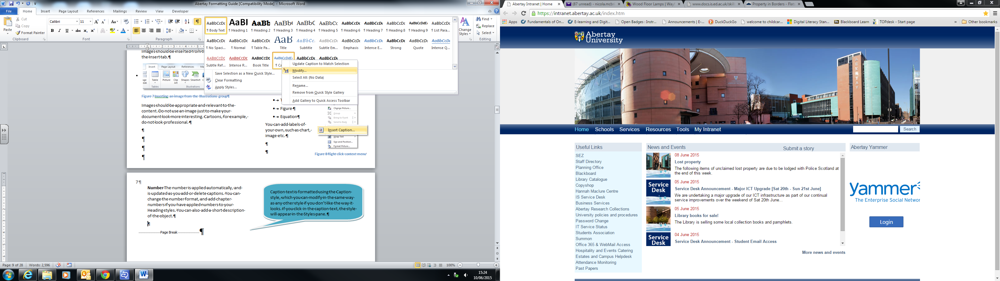 Abertay Formatting Guide [Compatibility Mode] - Microsoft Word
File Home Insert Page Layout References Mailings Review View Developer
Paste
Cut
Copy
Format Painter
Clipboard
Calibri 11
Font
Paragraph
AaBbCcDc AaBl AaBb AaBbC AaBbC AaBbCc AaBbCcDc AaBbCcDc AaBbCcDc AaBbCcDdE AaBbCcDc
¶ Body Text ¶ Heading 1 ¶ Heading 2 ¶ Heading 3 ¶ Heading 4 ¶ Heading 5 ¶ Heading 6 ¶ Heading 7 ¶ Heading 8 ¶ Heading 9 ¶ List Para...
AaBbCcDc AaBbCcDc AaBbCcDc AaB AaBbCc. AaBbCcDc AaBbCcDc AaBbCcDc AaBbCcDc AaBbCcDc AaBbCcDc
¶ No Spaci... ¶ Normal ¶ Table Pa... Title Subtitle Subtle Em... Emphasis Intense E... Strong Quote Intense Q...
AABBCCDE AABBCCDE AABBCCDE AaBbCcDdE AaBbCcDc AaBbCcDc
Subtle Ref... Intense R... Book Title ¶ Ca
Save Selection as a New Quick Style...
Clear Formatting
Apply Styles...
Update Caption to Match Selection
Modify...
Select All: (No Data)
Rename...
Remove from Quick Style Gallery
Add Gallery to Quick Access Toolbar
Change Styles
Find
Replace
Select
Editing
Images should be inserted from th
the Insert tab.¶
Insert Page Layout References Mailings
Table Picture Clip Art Shapes SmartArt
Tables Illustrations
Figure 7 Inserting an image from the Illustrations group¶
Images should be appropriate and relevant to the
content. Do not use an image just to make your
document look more interesting. Cartoons, for example,
do not look professional.¶
Figure¶
Equation¶
You can add labels of
your own, such as chart,
image etc.¶
Change Picture...
Group
Bring to Front
Send to Back
Insert Caption...
Wrap Text
Size and Position...
Format Picture...
Figure 8 Right click context menu
7¶
Number The number is applied automatically, and
is updated as you add or delete captions. You can
change the number format, and add chapter
numbers if you have applied numbers to your
Heading styles. You can also add a short description
of the object.¶
Page Break ¶
Caption text is formatted using the Caption
style, which you can modify in the same way
as any other style if you don't like the way it
looks. If you click in the caption text, the style
will appear in the Styles pane.¶
Page: 9 of 28 Words: 2,596 100%
15:24
10/06/2015
Abertay Intranet | Home (87 unread) - nicola.mcbr Wood Floor Lamps | Wayf www.docs.is.ed.ac.uk/skill Property in Borders - Flats
https://intranet.abertay.ac.uk/index.htm
Apps Fundamentals of On... E-learning and Digit... Open Badges : Instr... Announcements | E-... DuckDuckGo welcome to childcar... Digital Literacy Stan... Blackboard Learn TOPdesk - Start page » Other bookmarks
Abertay
University
ABERTAY
Home Schools Services Resources Tools My Intranet Search
Useful Links
SEZ
Staff Directory
Planning Office
Blackboard
Library Catalogue
Copyshop
Hannah Maclure Centre
IS Service Desk
Business Services
Abertay Research Collections
University policies and procedures
Password Change
IT Service Status
Students Association
Summon
Office 365 & WebMail Access
Hospitality and Events Catering
Estates and Campus Helpdesk
Attendance Monitoring
Past Papers
News and Events Submit a story
08 June 2015
Lost property
The following items of unclaimed lost property are due to be lodged with Police Scotland at
the end of this week.
Service Desk
05 June 2015
Service Desk Announcement - Major ICT Upgrade [Sat 20th - Sun 21st June]
We are undertaking a major upgrade of our ICT infrastructure as part of our continual
service improvements over the weekend of Sat 20th June...
05 June 2015
Library books for sale!
The Library is selling some local collection books and pamphlets.
Service Desk
04 June 2015
Service Desk Announcement - Student Email Access
More news and events
Abertay Yammer
yammer
The Enterprise Social Networ
Login